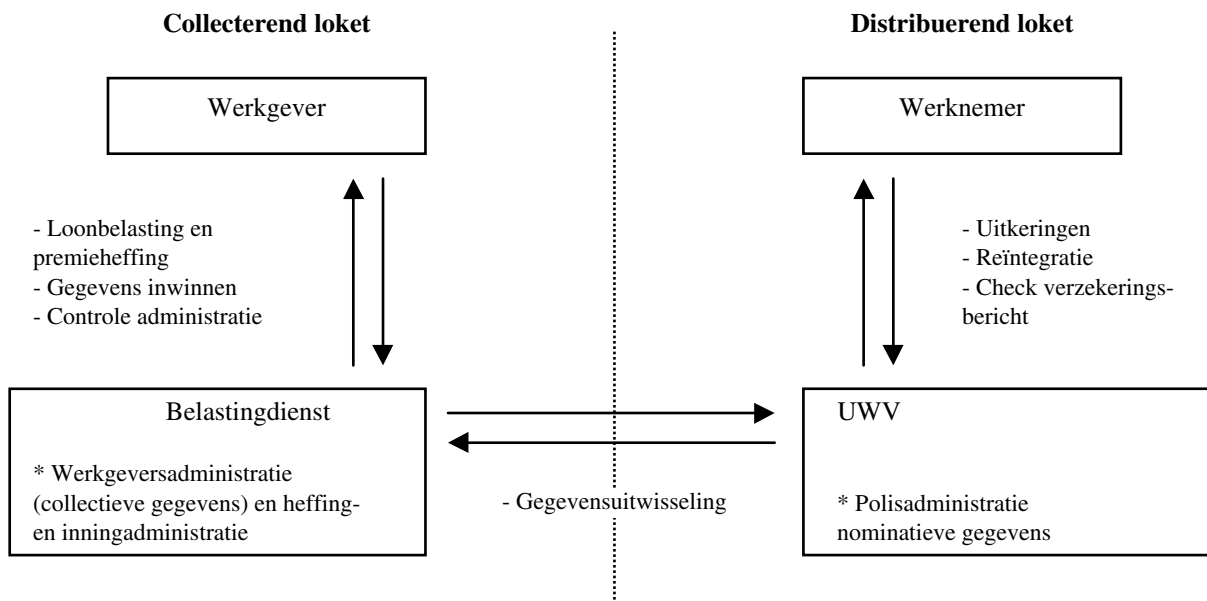 Collecterend loket
Distribuerend loket
Werkgever
Werknemer
- Loonbelasting en
premieheffing
- Gegevens inwinnen
- Controle administratie
- Uitkeringen
- Reïntegratie
- Check verzekerings-
bericht
Belastingdienst
* Werkgeversadministratie
(collectieve gegevens) en heffing-
en inningadministratie
- Gegevensuitwisseling
UWV
* Polisadministratie
nominatieve gegevens